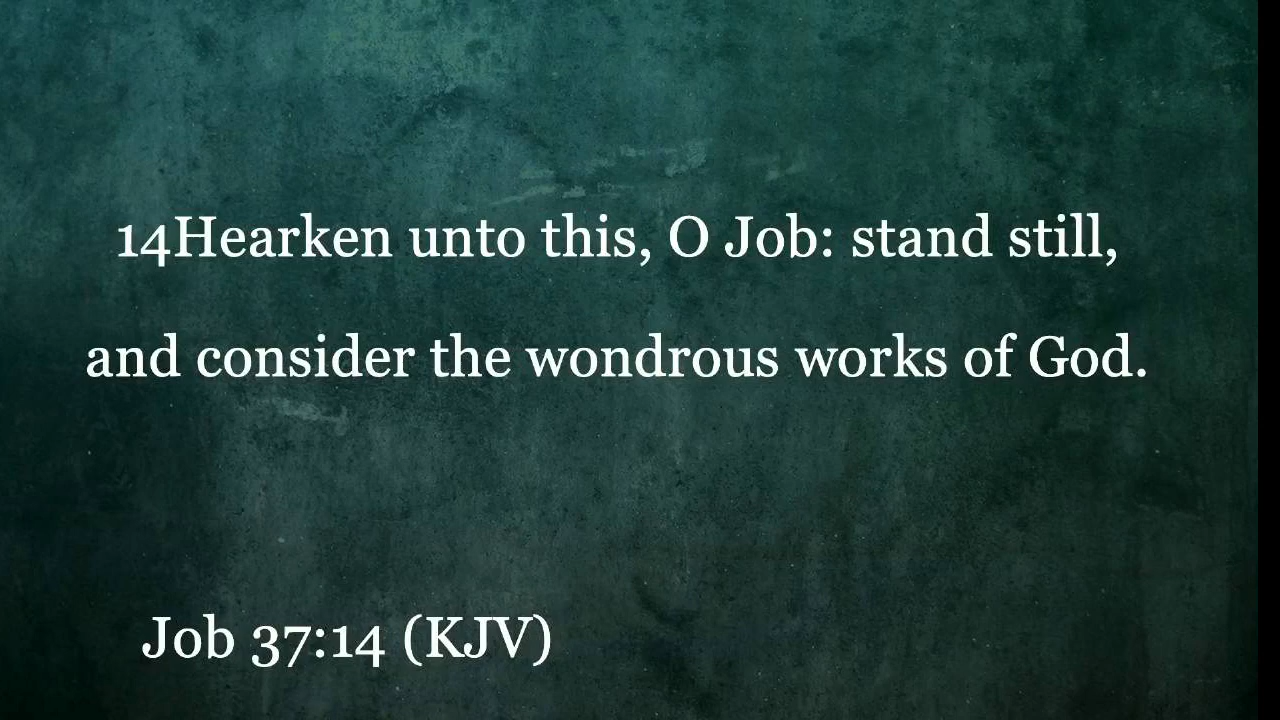 14Hearken unto this, O Job: stand still,
and consider the wondrous works of God.
Job 37:14 (KJV)